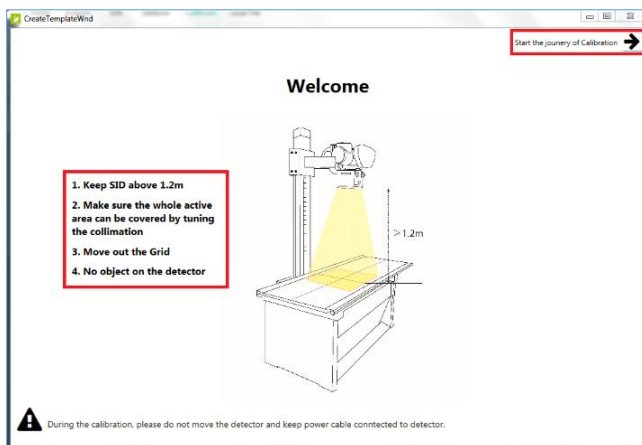 CreateTemplateWnd
Start the jounery of Calibration
Welcome
1. Keep SID above 1.2m
2. Make sure the whole active
area can be covered by tuning
the collimation
3. Move out the Grid
4. No object on the detector
≥1.2m
During the calibration, please do not move the detector and keep power cable conntected to detector.